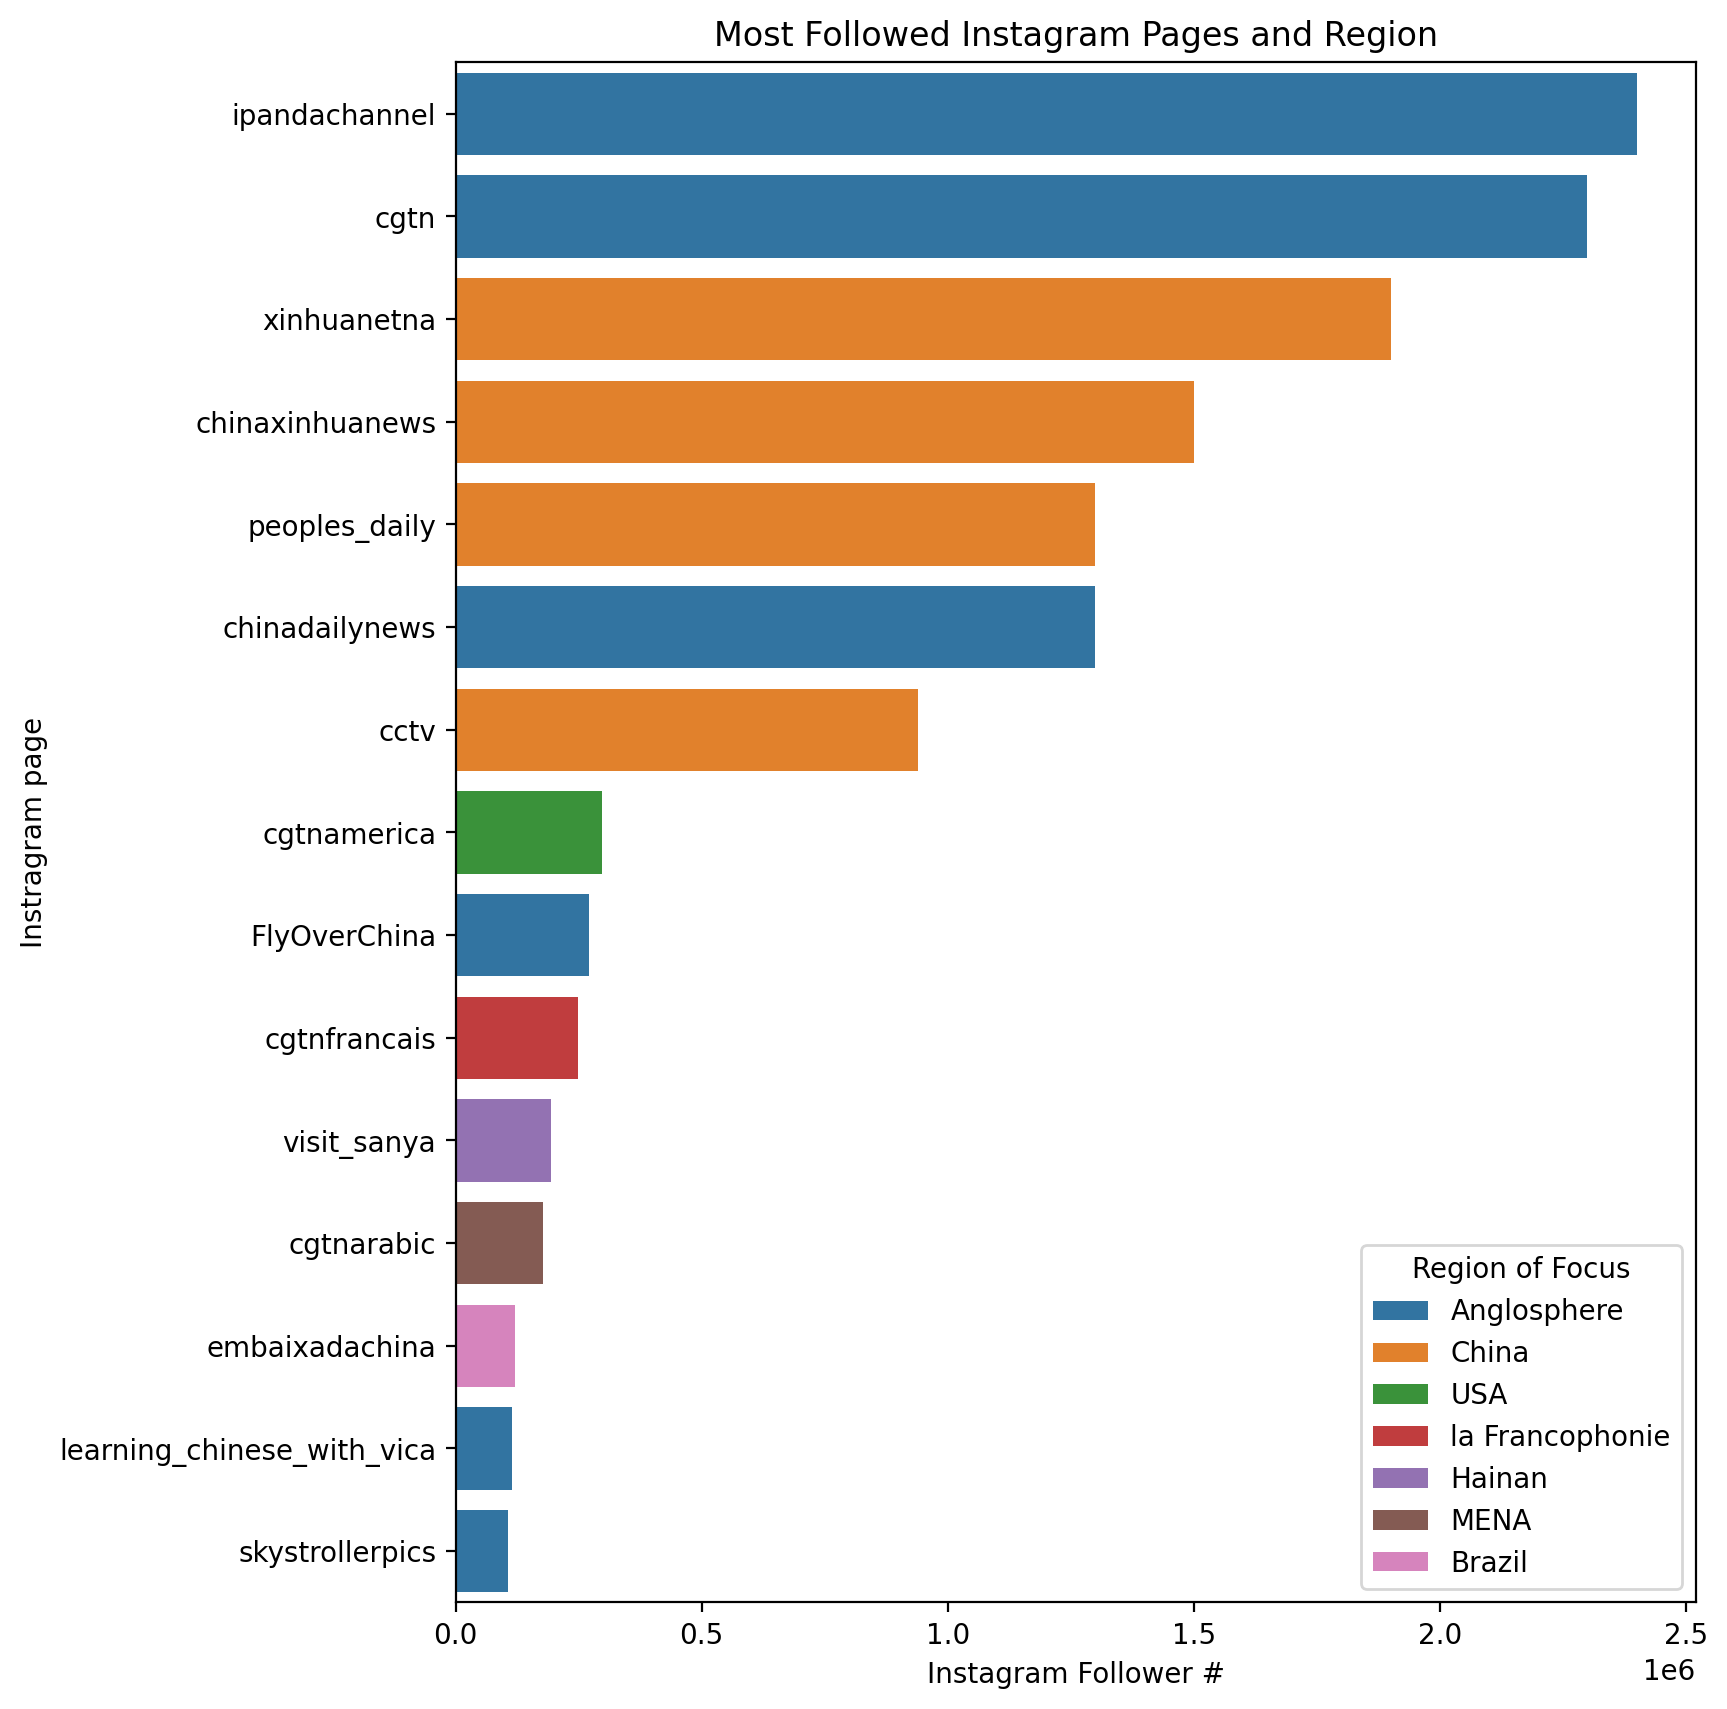 Most Followed Instagram Pages and Region
ipandachannel
cgtn
xinhuanetna
chinaxinhuanews
peoples_daily
chinadailynews
cctv
cgtnamerica
FlyOverChina
cgtnfrancais
visit_sanya
cgtnarabic
embaixadachina
learning_chinese_with_vica
skystrollerpics
Instragram page
0.0 0.5 1.0 1.5 2.0 2.5
1e6
Instagram Follower #
Region of Focus
Anglosphere
China
USA
la Francophonie
Hainan
MENA
Brazil